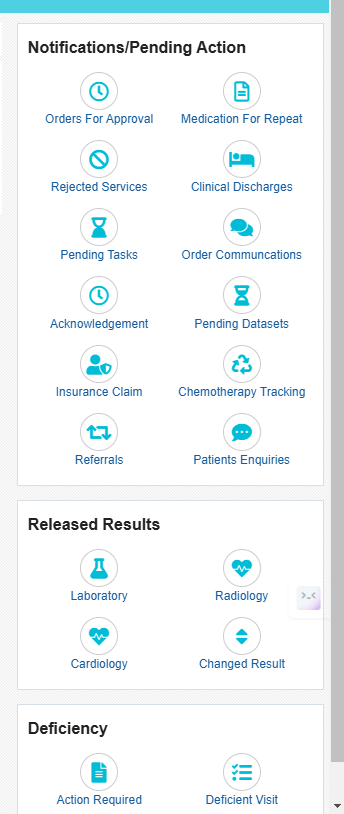 Notifications/Pending Action
Orders For Approval
Medication For Repeat
Rejected Services
Clinical Discharges
Pending Tasks
Order Communcations
Acknowledgement
Pending Datasets
Insurance Claim
Chemotherapy Tracking
Referrals
Patients Enquiries
Released Results
Laboratory
Radiology
Cardiology
Changed Result
Deficiency
Action Required
Deficient Visit